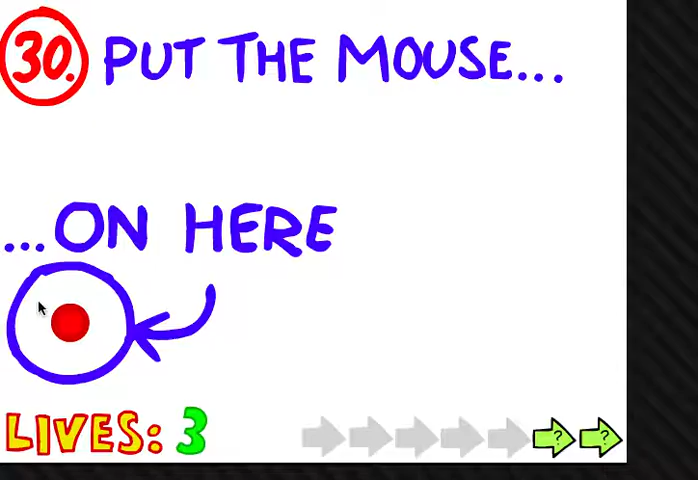 30. PUT THE MOUSE...
...ON HERE
LIVES: 3
? ?